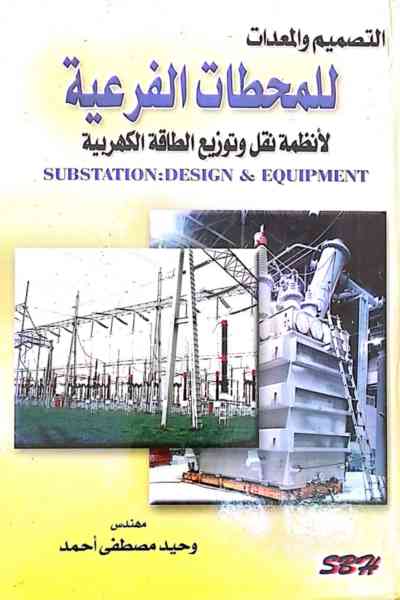 التصميم والمعدات
للمحطات الفرعية
لأنظمة نقل وتوزيع الطاقة الكهربية
SUBSTATION:DESIGN & EQUIPMENT
مهندس
وحيد مصطفى أحمد
SBH